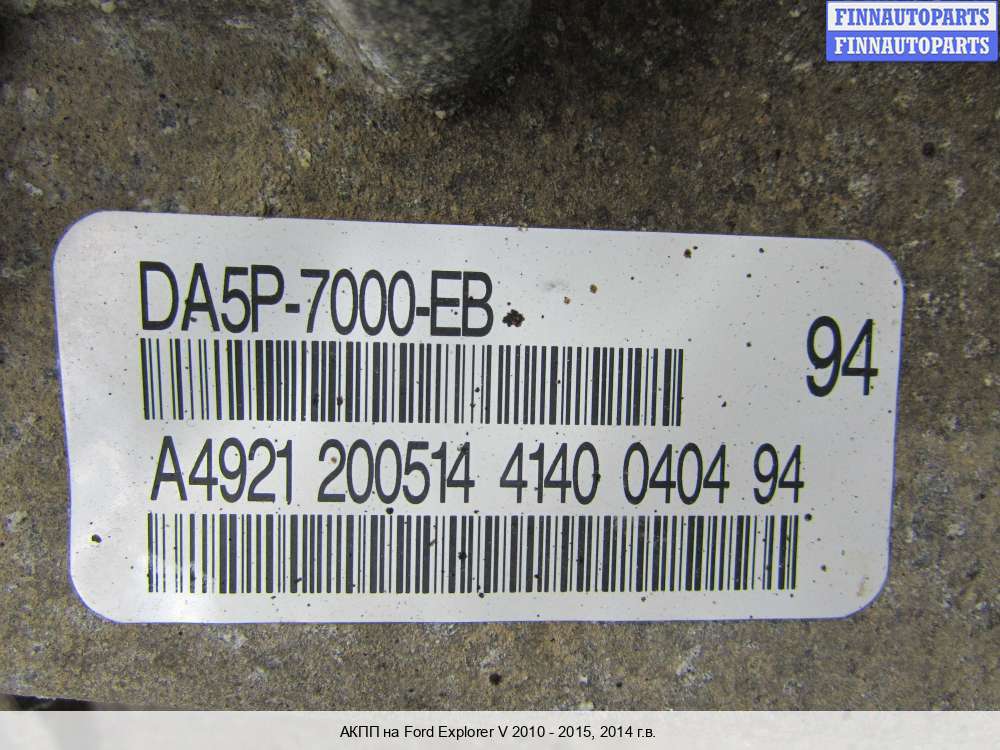 FINNAUTOPARTS
FINNAUTOPARTS
DA5P-7000-EB
94
A4921 200514 4140 0404 94
АКПП на Ford Explorer V 2010 - 2015, 2014 г.в.